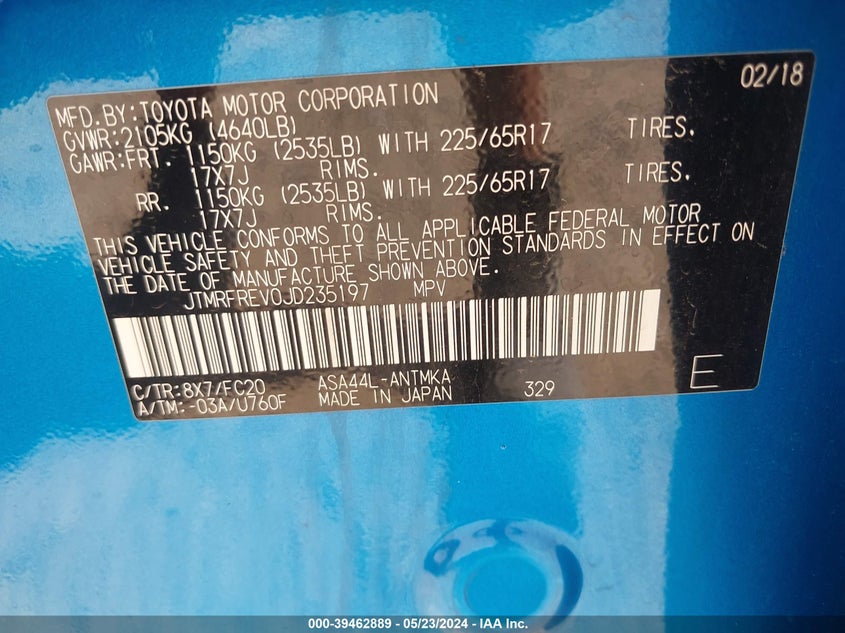 MFD.BY:TOYOTA MOTOR CORPORATION 02/18
GVWR:2105KG (4640LB)
GAWR:FRT 1150KG (2535LB) WITH 225/65R17 TIRES.
17X7J RIMS.
RR. 1150KG (2535LB) WITH 225/65R17 TIRES.
17X7J RIMS.
THIS VEHICLE CONFORMS TO ALL APPLICABLE FEDERAL MOTOR
VEHICLE SAFETY AND THEFT PREVENTION STANDARDS IN EFFECT ON
THE DATE OF MANUFACTURE SHOWN ABOVE.
JTMRFREV0JD235197 MPV
C/TR:8X7/FC20 ASA44L-ANTMKA 329 E
A/TM:-03A/U760F MADE IN JAPAN
000-39462889 - 05/23/2024 - IAA Inc.